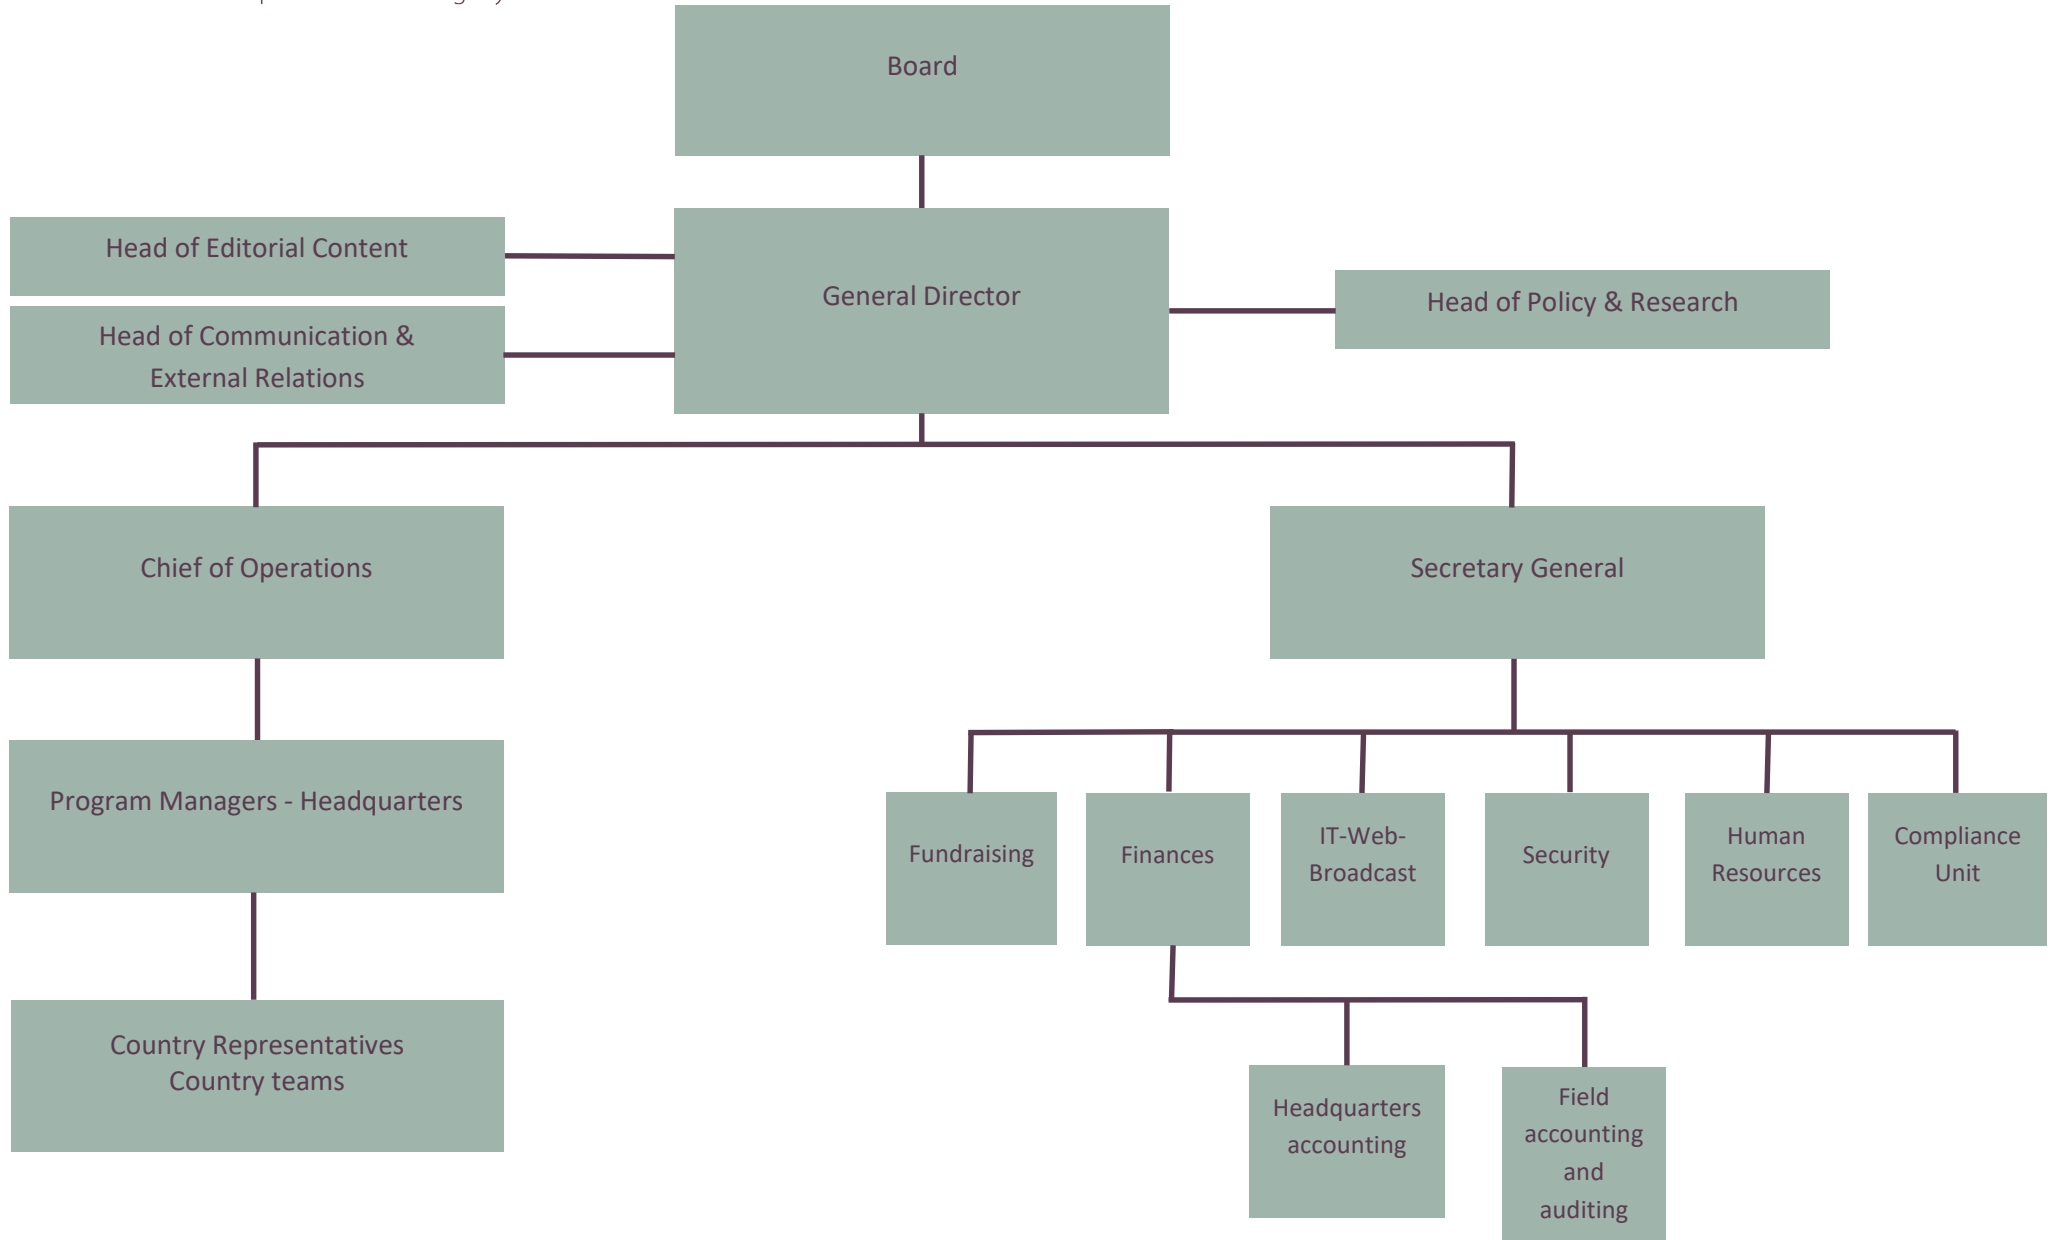 Board
Head of Editorial Content
General Director
Head of Policy & Research
Head of Communication &
External Relations
Chief of Operations
Secretary General
Program Managers - Headquarters
Fundraising
Finances
IT-Web-
Broadcast
Security
Human
Resources
Compliance
Unit
Country Representatives
Country teams
Headquarters
accounting
Field
accounting
and
auditing